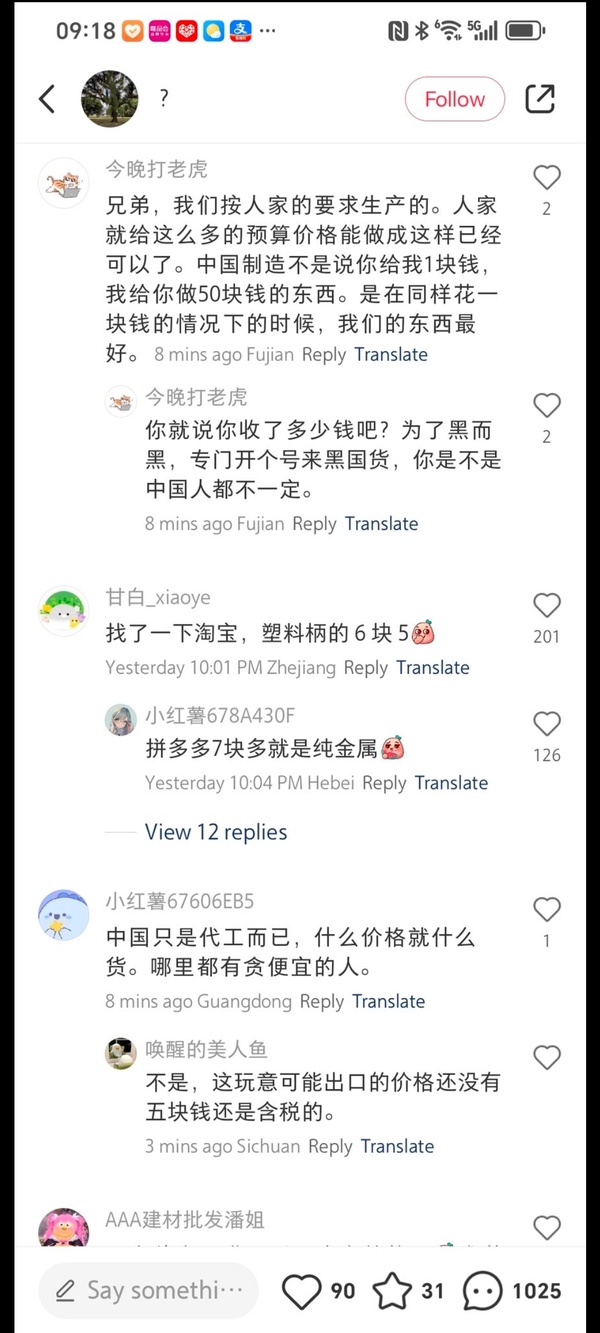 09:18
6
5G
?
Follow
今晚打老虎
兄弟，我们按人家的要求生产的。人家
就给这么多的预算价格能做成这样已经
可以了。中国制造不是说你给我1块钱，
我给你做50块钱的东西。是在同样花一
块钱的情况下的时候，我们的东西最
好。 8 mins ago Fujian Reply Translate
2
今晚打老虎
你就说你收了多少钱吧？为了黑而
黑，专门开个号来黑国货，你是不是
中国人都不一定。
2
8 mins ago Fujian Reply Translate
甘白_xiaoye
找了一下淘宝，塑料柄的６块５
201
Yesterday 10:01 PM Zhejiang Reply Translate
小红薯678A430F
拼多多7块多就是纯金属
126
Yesterday 10:04 PM Hebei Reply Translate
View 12 replies
小红薯67606EB5
中国只是代工而已，什么价格就什么
货。哪里都有贪便宜的人。
1
8 mins ago Guangdong Reply Translate
唤醒的美人鱼
不是，这玩意可能出口的价格还没有
五块钱还是含税的。
3 mins ago Sichuan Reply Translate
AAA建材批发潘姐
Say somethi···
90
31
1025